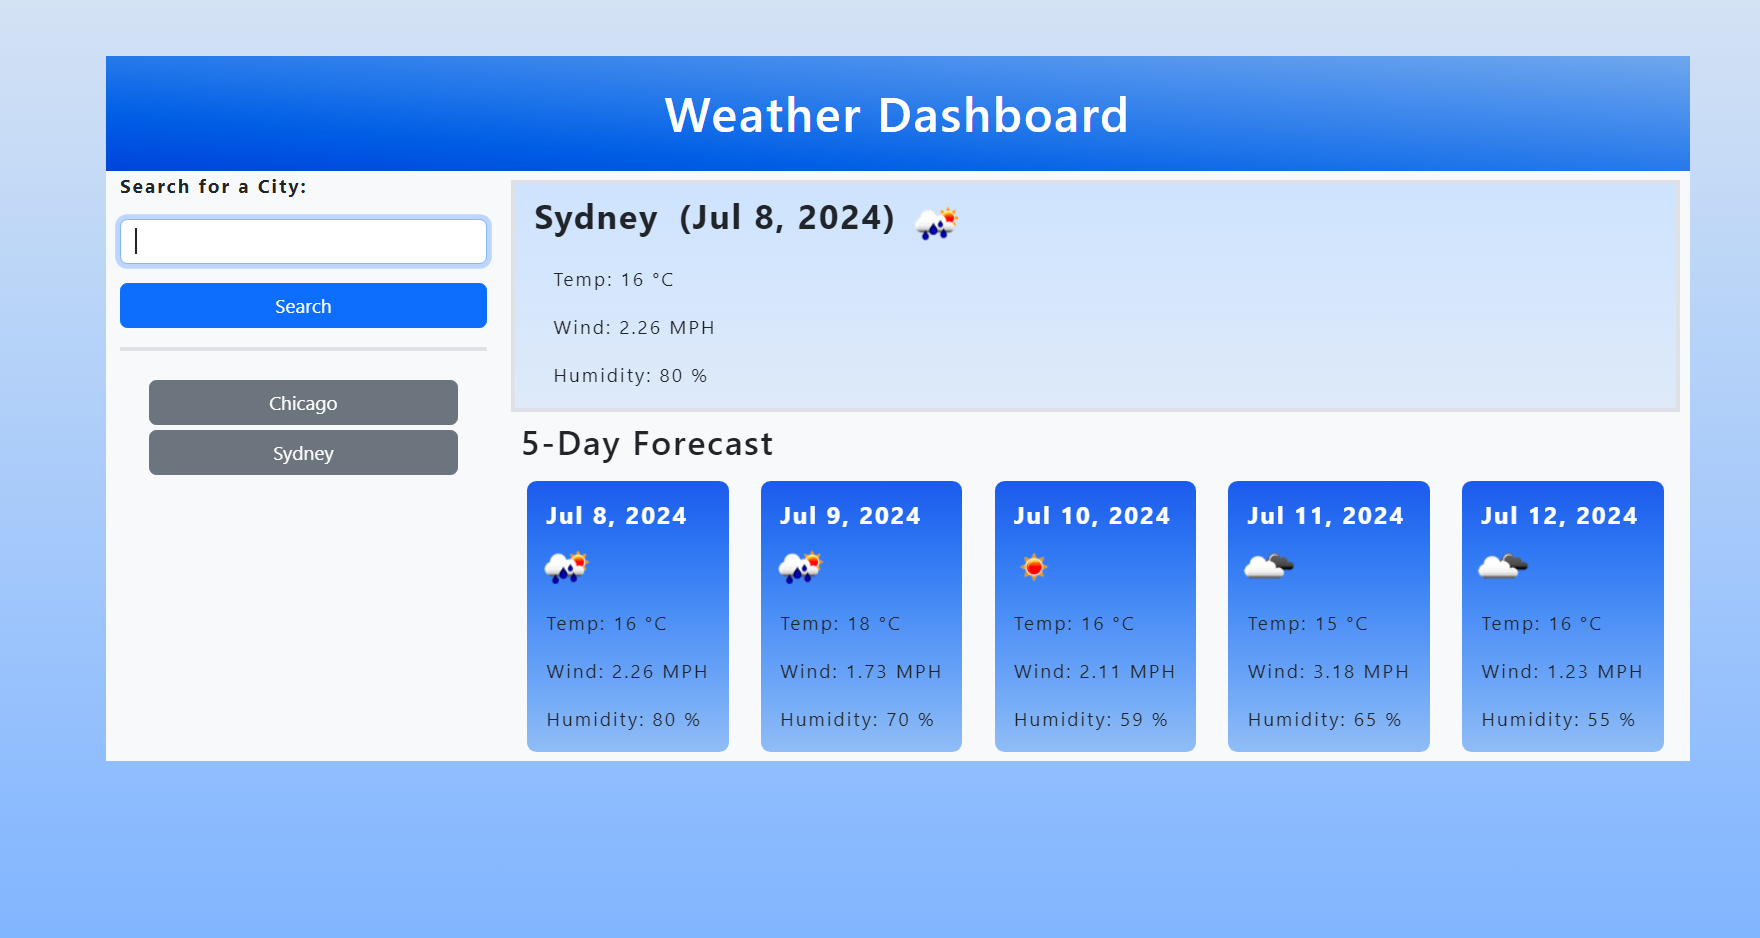 Weather Dashboard
Search for a City:
Search
Chicago
Sydney
Sydney (Jul 8, 2024)
Temp: 16 °C
Wind: 2.26 MPH
Humidity: 80 %
5-Day Forecast
Jul 8, 2024
Temp: 16 °C
Wind: 2.26 MPH
Humidity: 80 %
Jul 9, 2024
Temp: 18 °C
Wind: 1.73 MPH
Humidity: 70 %
Jul 10, 2024
Temp: 16 °C
Wind: 2.11 MPH
Humidity: 59 %
Jul 11, 2024
Temp: 15 °C
Wind: 3.18 MPH
Humidity: 65 %
Jul 12, 2024
Temp: 16 °C
Wind: 1.23 MPH
Humidity: 55 %